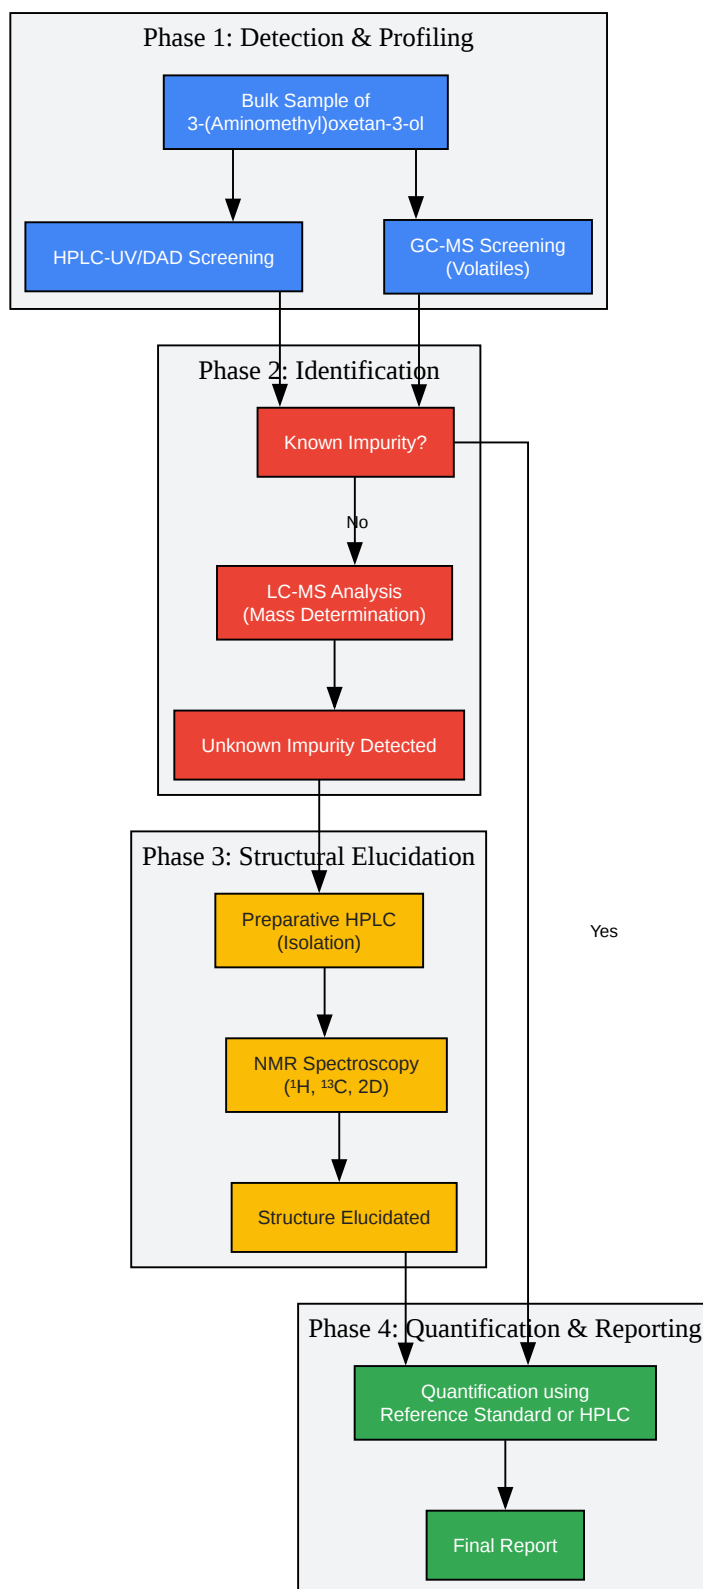 Phase 1: Detection & Profiling
Bulk Sample of
3-(Aminomethyl)oxetan-3-ol
HPLC-UV/DAD Screening
GC-MS Screening
(Volatiles)
Phase 2: Identification
Known Impurity?
No
LC-MS Analysis
(Mass Determination)
Unknown Impurity Detected
Phase 3: Structural Elucidation
Preparative HPLC
(Isolation)
Yes
NMR Spectroscopy
(¹H, ¹³C, 2D)
Structure Elucidated
Phase 4: Quantification & Reporting
Quantification using
Reference Standard or HPLC
Final Report